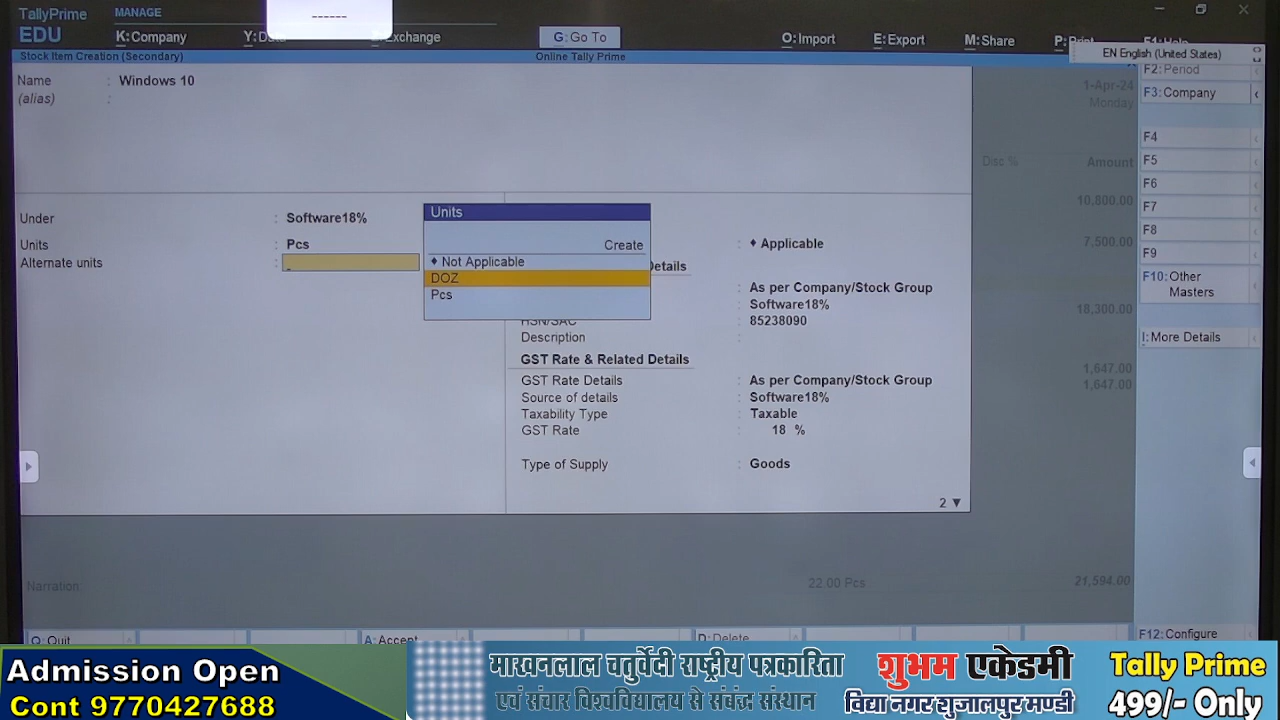 TallyPrime
MANAGE
EDU
K: Company
Exchange
G: Go To
O: Import
E: Export
M: Share
P: Print
F1: Help
------
EN English (United States)
Stock Item Creation (Secondary)
Online Tally Prime
Name : Windows 10
(alias) :
1-Apr-24
Monday
Disc %
Amount
10,800.00
7,500.00
18,300.00
1,647.00
1,647.00
Under : Software18%
Units : Pcs
Alternate units :
Units
Create
♦ Not Applicable
DOZ
Pcs
: ♦ Applicable
Details
As per Company/Stock Group
Software18%
HSN/SAC 85238090
Description :
GST Rate & Related Details
GST Rate Details : As per Company/Stock Group
Source of details : Software18%
Taxability Type : Taxable
GST Rate : 18 %
Type of Supply : Goods
2 ▼
Narration
22.00 Pcs
21,594.00
Q: Quit
A: Accept
D: Delete
F2: Period
F3: Company
F4
F5
F6
F7
F8
F9
F10: Other
Masters
I: More Details
F12: Configure
Admission Open
Cont 9770427688
माखनलाल चतुर्वेदी राष्ट्रीय पत्रकारिता
एवं संचार विश्वविद्यालय से संबंद्द संस्थान
शुभम एकेडमी
विद्या नगर शुजालपुर मण्डी
Tally Prime
499/- Only